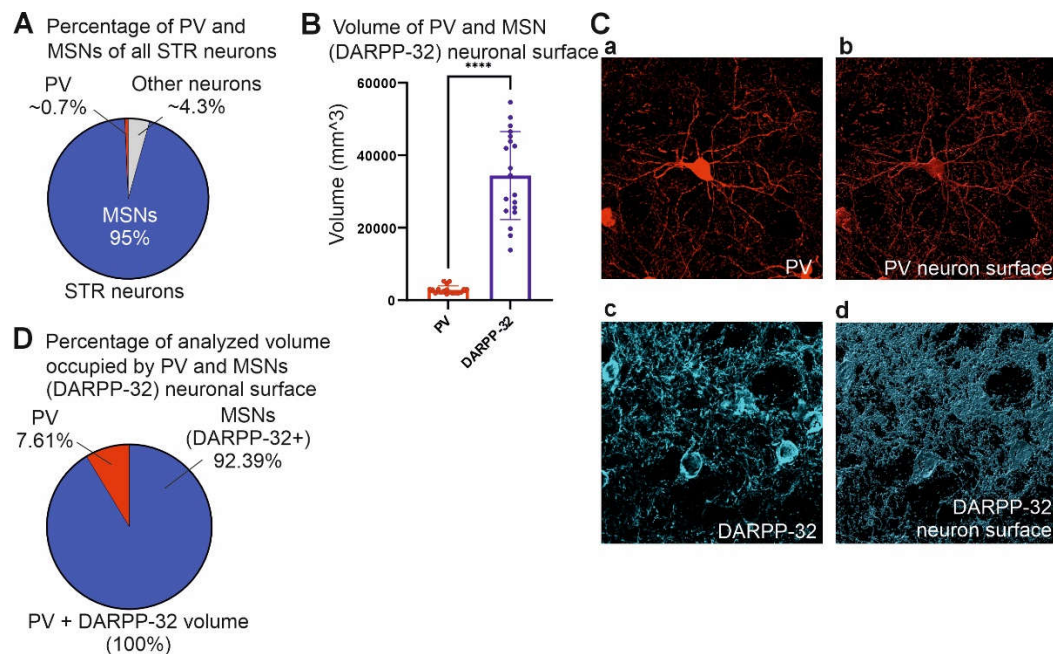 A Percentage of PV and
MSNs of all STR neurons
PV
~0.7%
Other neurons
~4.3%
MSNs
95%
STR neurons
B Volume of PV and MSN
(DARPP-32) neuronal surface
****
Volume (mm^3)
60000
40000
20000
0
PV
DARPP-32
C
a
PV
b
PV neuron surface
c
DARPP-32
d
DARPP-32
neuron surface
D Percentage of analyzed volume
occupied by PV and MSNs
(DARPP-32) neuronal surface
PV
7.61%
MSNs
(DARPP-32+)
92.39%
PV + DARPP-32 volume
(100%)